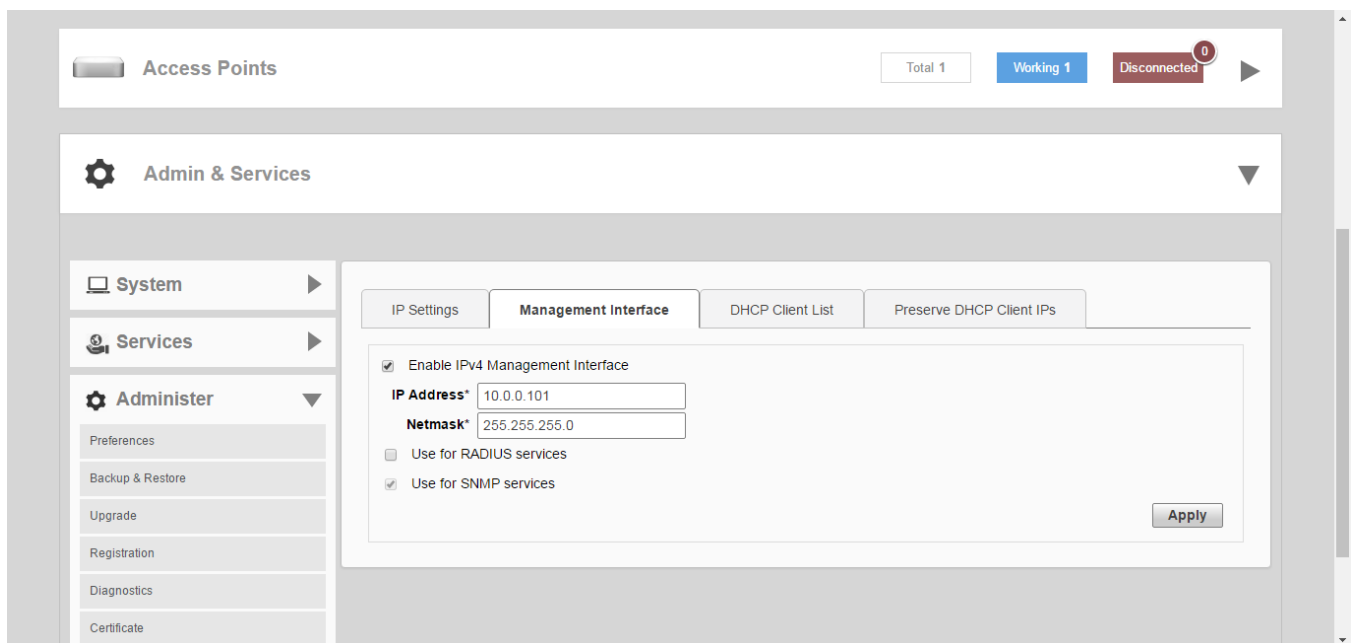 Access Points
Total 1
Working 1
Disconnected
0
Admin & Services
System
Services
Administer
Preferences
Backup & Restore
Upgrade
Registration
Diagnostics
Certificate
IP Settings
Management Interface
DHCP Client List
Preserve DHCP Client IPs
Enable IPv4 Management Interface
IP Address* 10.0.0.101
Netmask* 255.255.255.0
Use for RADIUS services
Use for SNMP services
Apply